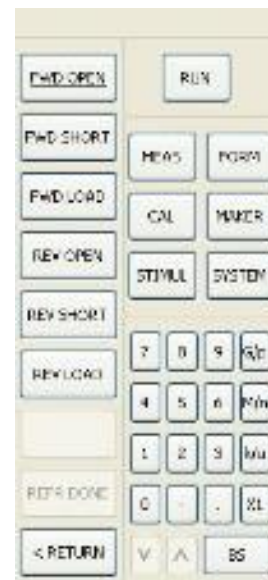 FWD OPEN
FWD SHORT
FWD LOAD
REV OPEN
REV SHORT
REV LOAD
REFR DONE
< RETURN
RUN
MEAS FORM
CAL MAKER
STIMUL SYSTEM
7 8 9 G/p
4 5 6 M/n
1 2 3 k/u
0 - . X1
BS